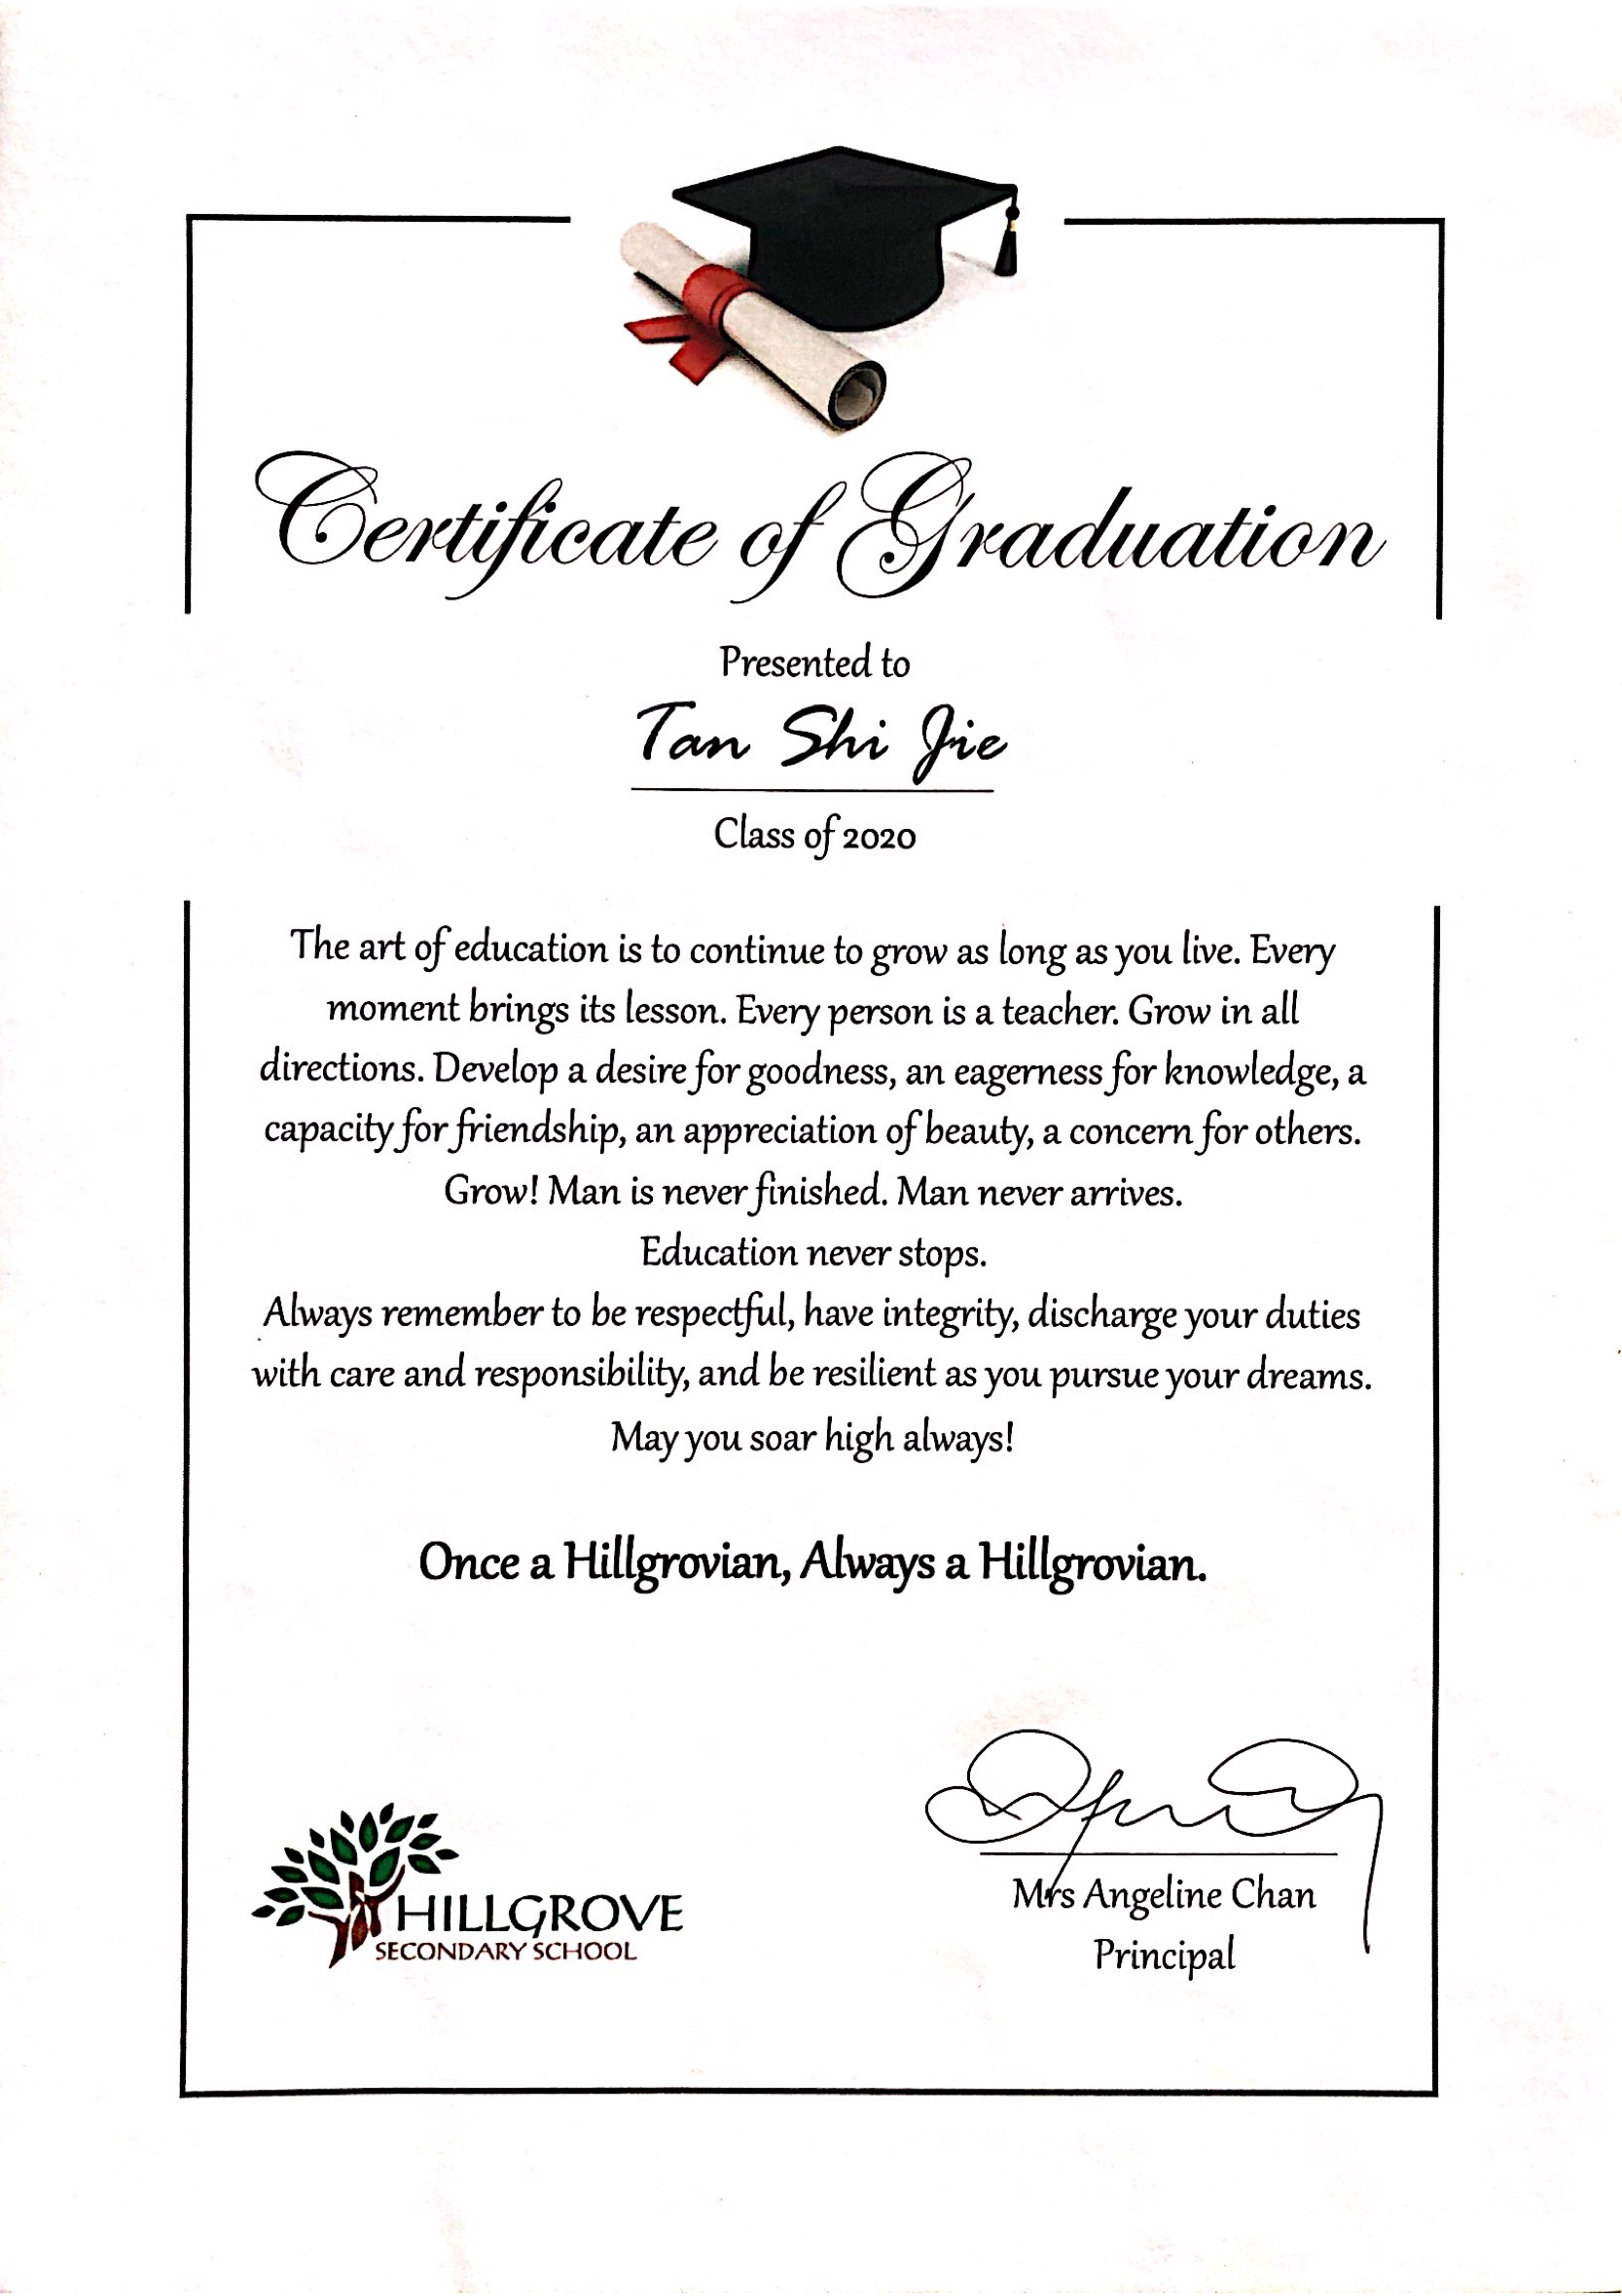 Certificate of Graduation
Presented to
Tan Shi Jie
Class of 2020
The art of education is to continue to grow as long as you live. Every
moment brings its lesson. Every person is a teacher. Grow in all
directions. Develop a desire for goodness, an eagerness for knowledge, a
capacity for friendship, an appreciation of beauty, a concern for others.
Grow! Man is never finished. Man never arrives.
Education never stops.
Always remember to be respectful, have integrity, discharge your duties
with care and responsibility, and be resilient as you pursue your dreams.
May you soar high always!
Once a Hillgrovian, Always a Hillgrovian.
HILLGROVE
SECONDARY SCHOOL
Mrs Angeline Chan
Principal